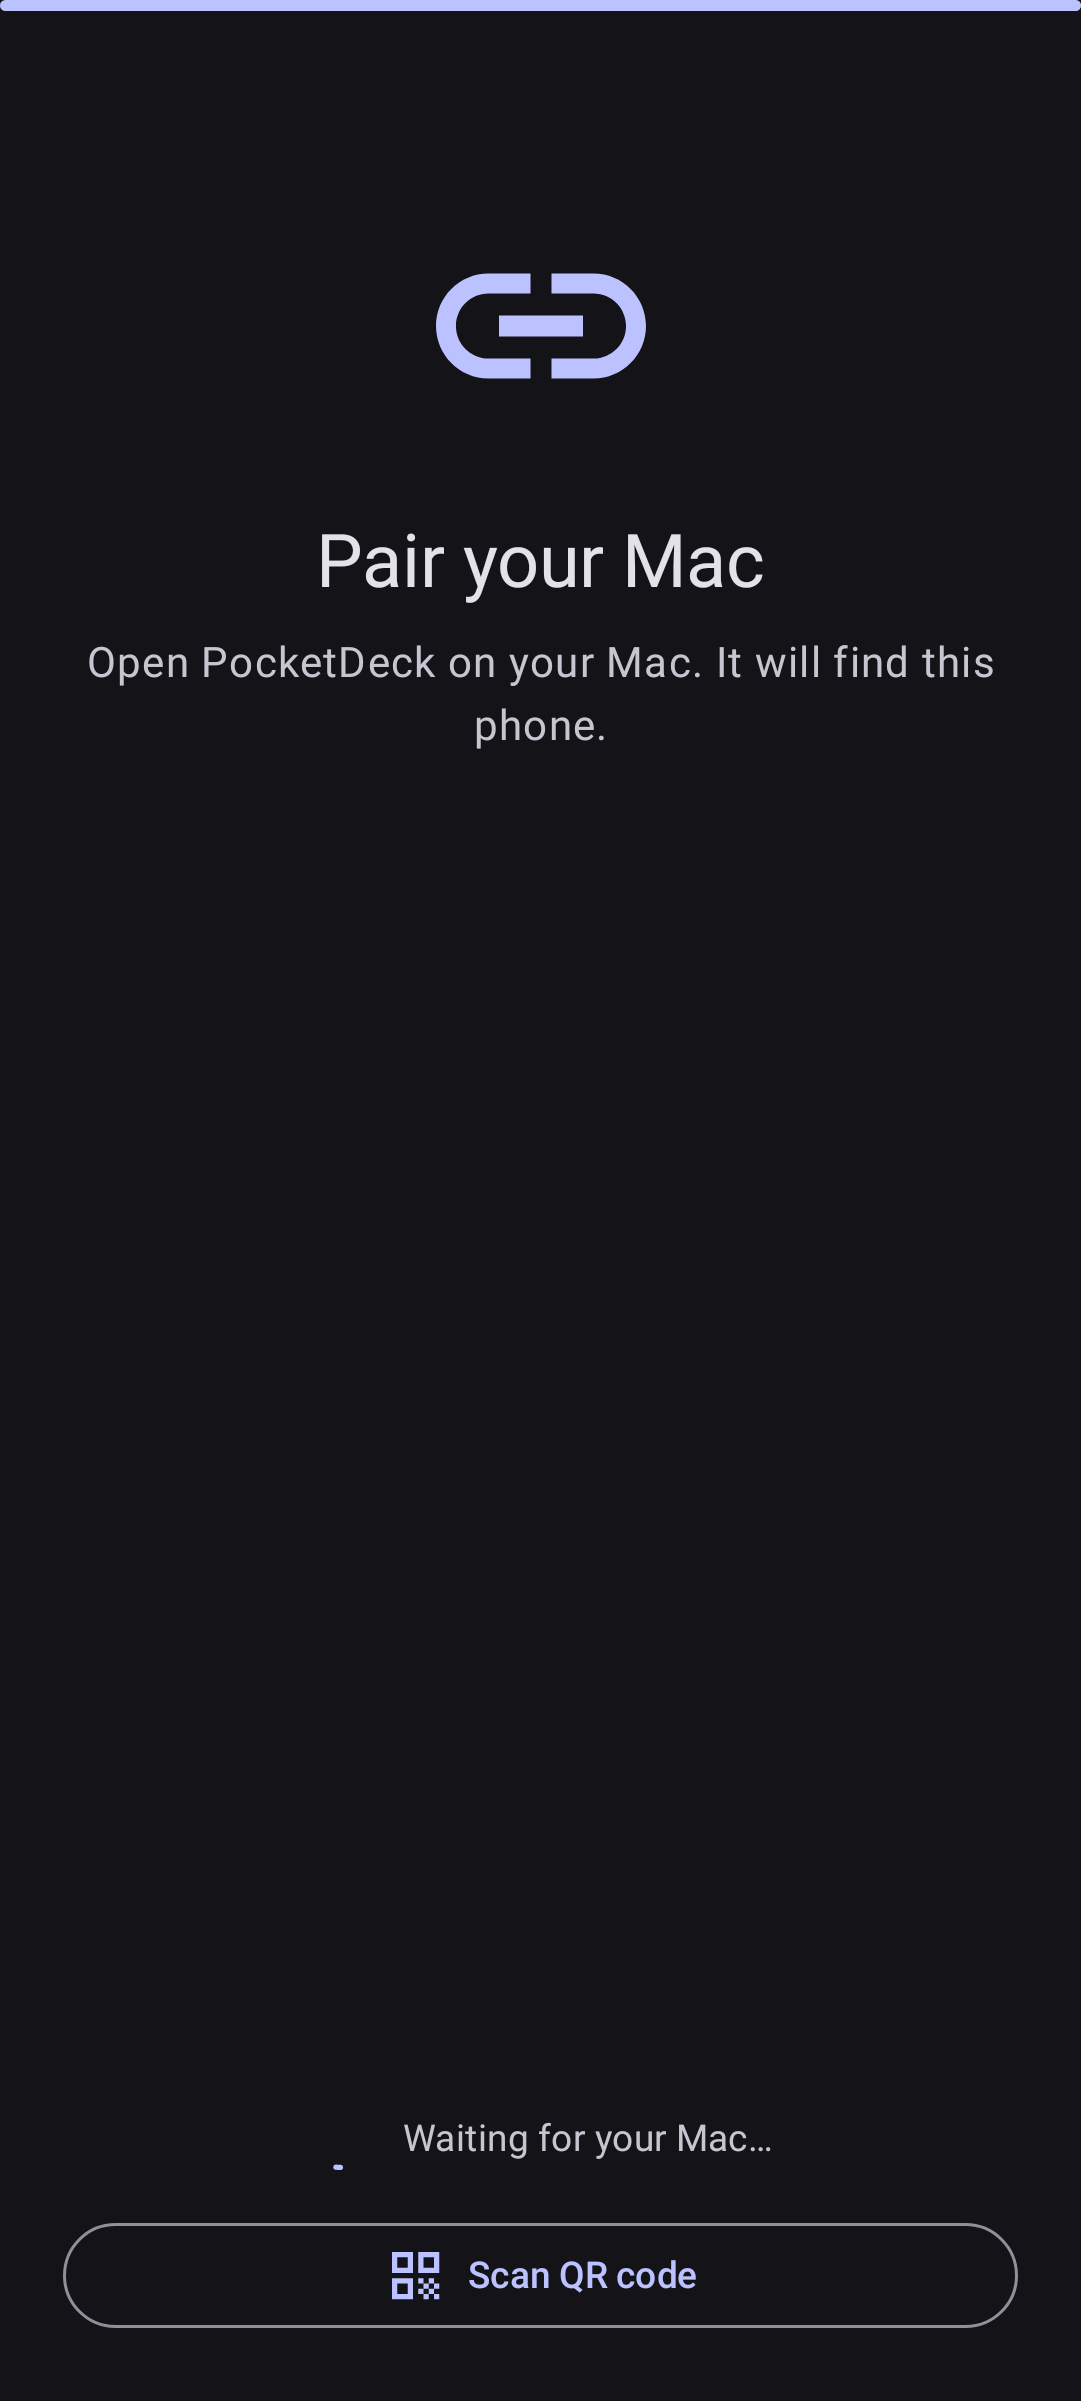 Pair your Mac
Open PocketDeck on your Mac. It will find this
phone.
Waiting for your Mac…
Scan QR code